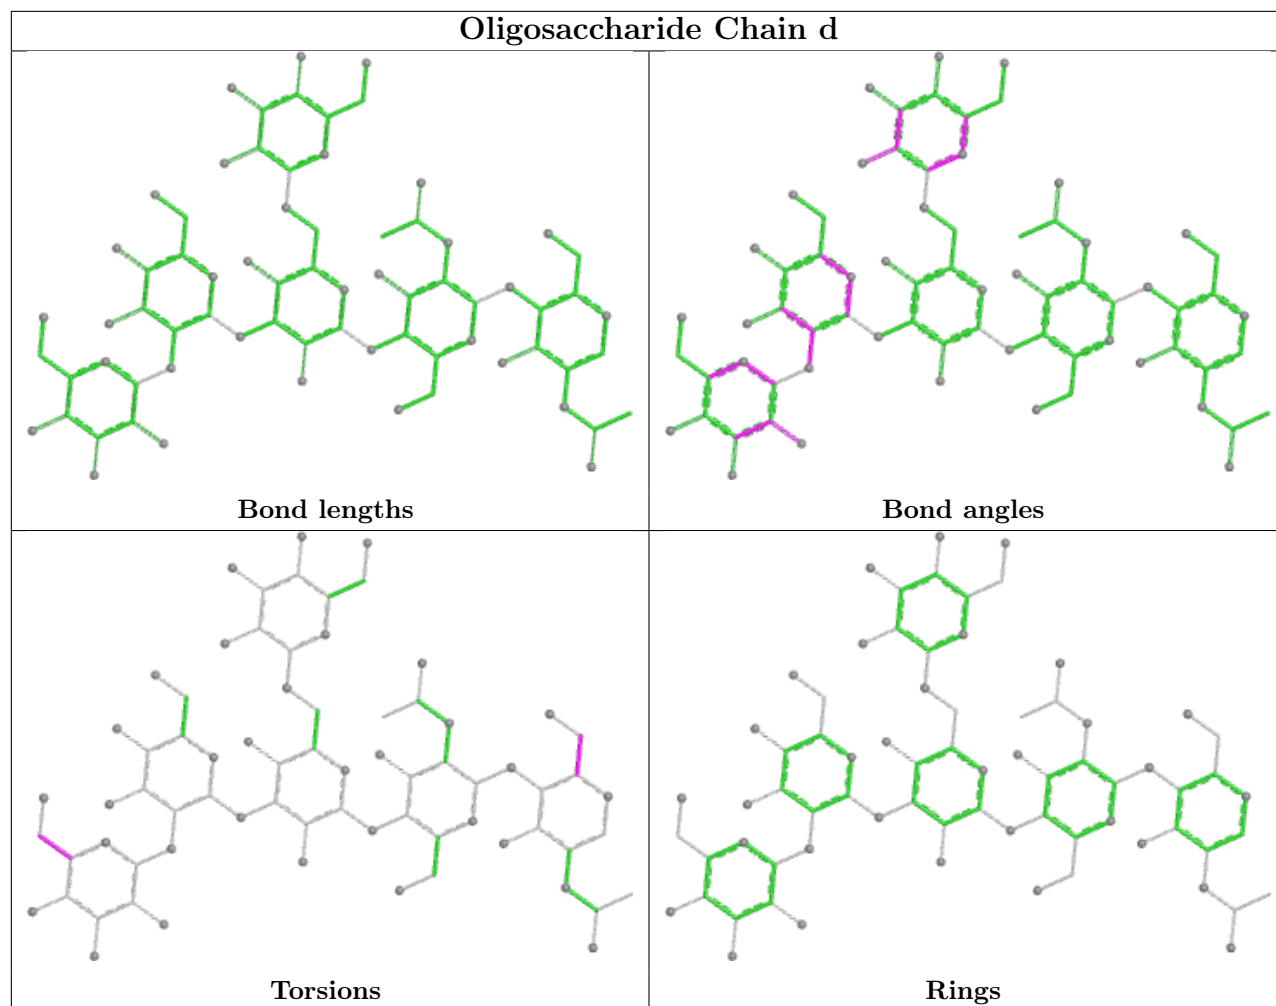 Oligosaccharide Chain d
Bond lengths
Bond angles
Torsions
Rings